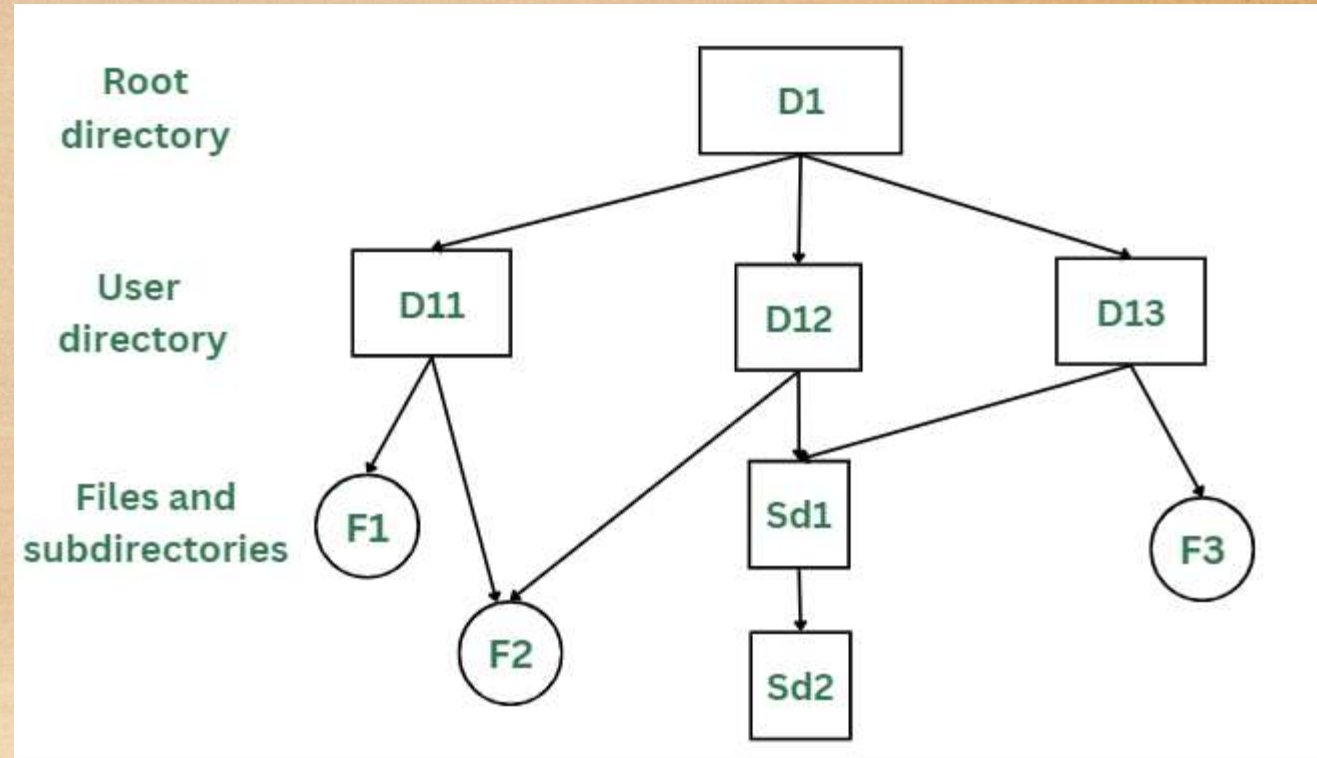 Root
directory
D1
User
directory
D11
D12
D13
Files and
subdirectories
F1
F2
Sd1
F3
Sd2